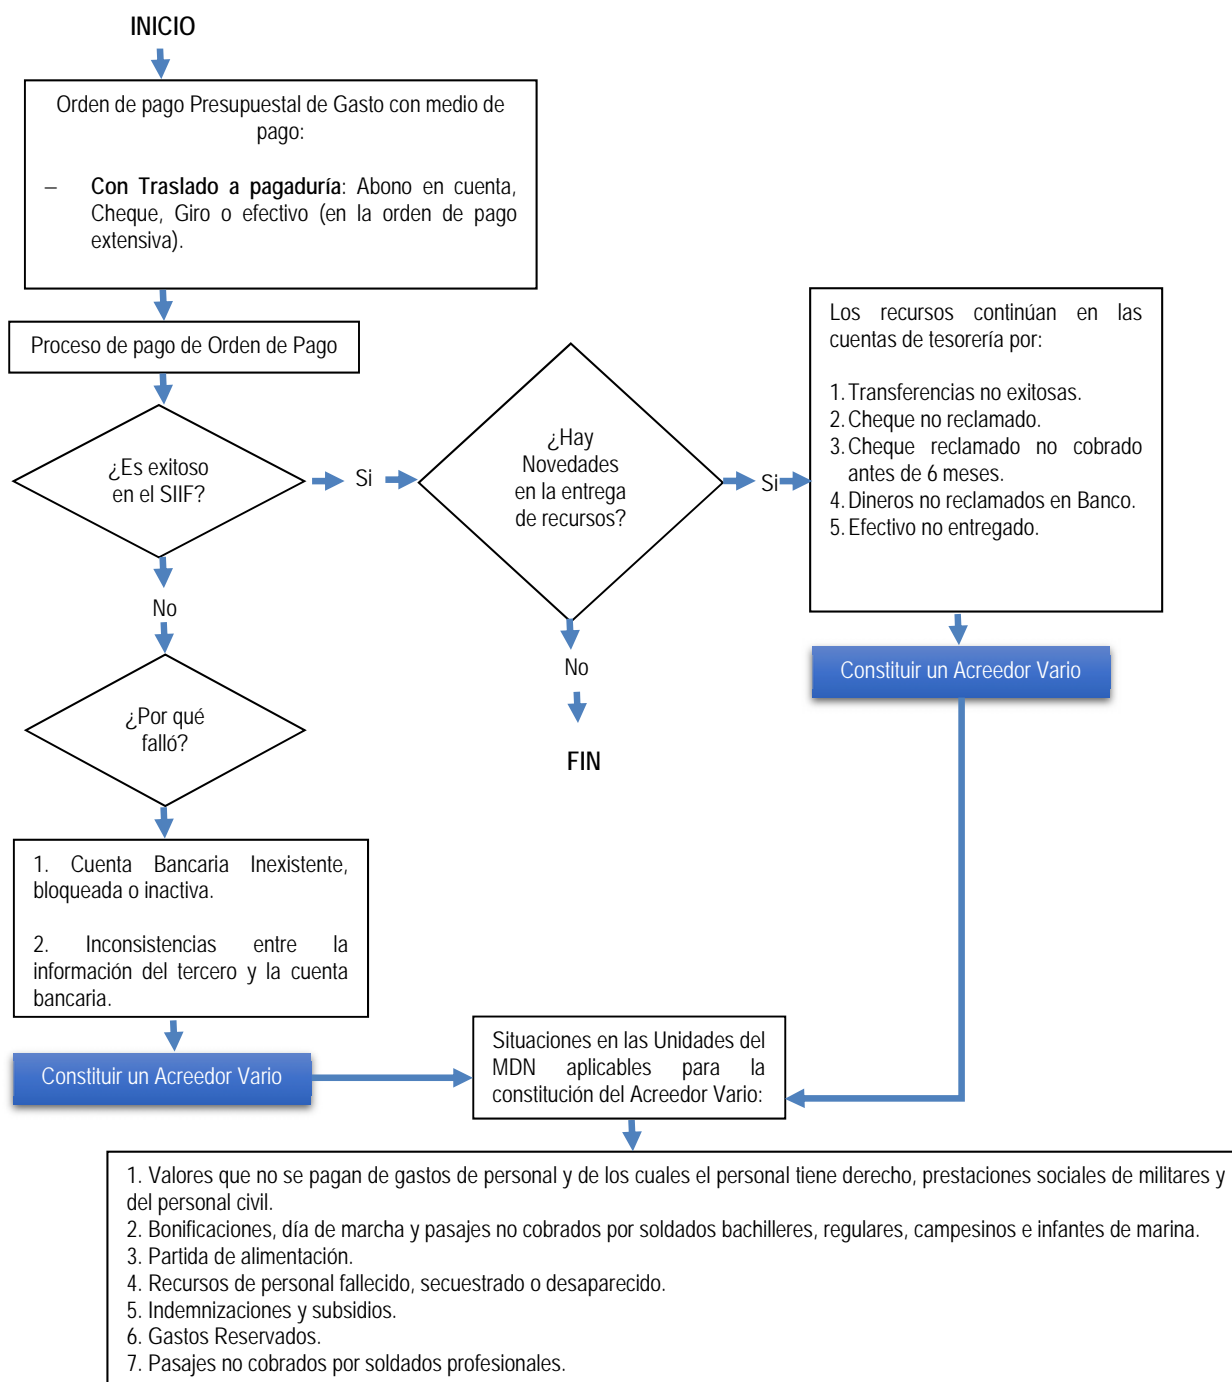 INICIO
Orden de pago Presupuestal de Gasto con medio de
pago:
– Con Traslado a pagaduría: Abono en cuenta,
Cheque, Giro o efectivo (en la orden de pago
extensiva).
Proceso de pago de Orden de Pago
¿Es exitoso
en el SIIF?
Si
¿Hay
Novedades
en la entrega
de recursos?
Si
Los recursos continúan en las
cuentas de tesorería por:
1. Transferencias no exitosas.
2. Cheque no reclamado.
3. Cheque reclamado no cobrado
antes de 6 meses.
4. Dineros no reclamados en Banco.
5. Efectivo no entregado.
No
No
Constituir un Acreedor Vario
¿Por qué
falló?
FIN
1. Cuenta Bancaria Inexistente,
bloqueada o inactiva.
2. Inconsistencias entre la
información del tercero y la cuenta
bancaria.
Constituir un Acreedor Vario
Situaciones en las Unidades del
MDN aplicables para la
constitución del Acreedor Vario:
1. Valores que no se pagan de gastos de personal y de los cuales el personal tiene derecho, prestaciones sociales de militares y
del personal civil.
2. Bonificaciones, día de marcha y pasajes no cobrados por soldados bachilleres, regulares, campesinos e infantes de marina.
3. Partida de alimentación.
4. Recursos de personal fallecido, secuestrado o desaparecido.
5. Indemnizaciones y subsidios.
6. Gastos Reservados.
7. Pasajes no cobrados por soldados profesionales.